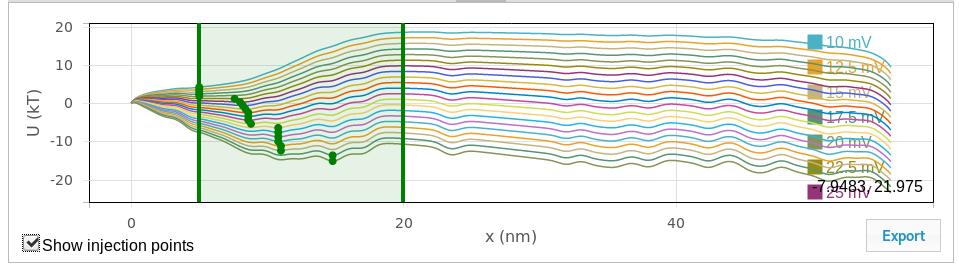 20
10
0
-10
-20
U (kT)
10 mV
12.5 mV
15 mV
17.5 mV
20 mV
22.5 mV
-7.9483, 21.975
25 mV
0
20
40
x (nm)
Show injection points
Export